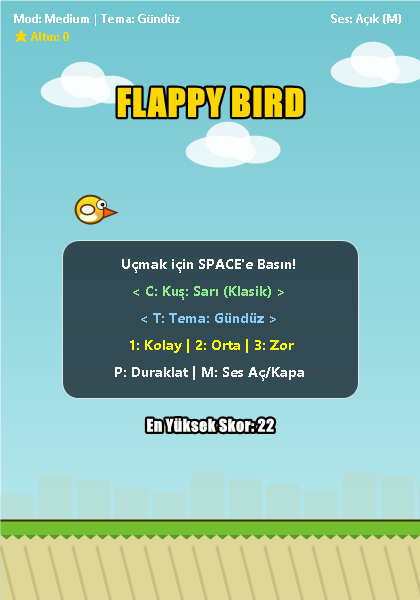 Mod: Medium | Tema: Gündüz
Ses: Açık (M)
Altın: 0
FLAPPY BIRD
Uçmak için SPACE'e Basın!
< C: Kuş: Sarı (Klasik) >
< T: Tema: Gündüz >
1: Kolay | 2: Orta | 3: Zor
P: Duraklat | M: Ses Aç/Kapa
En Yüksek Skor: 22